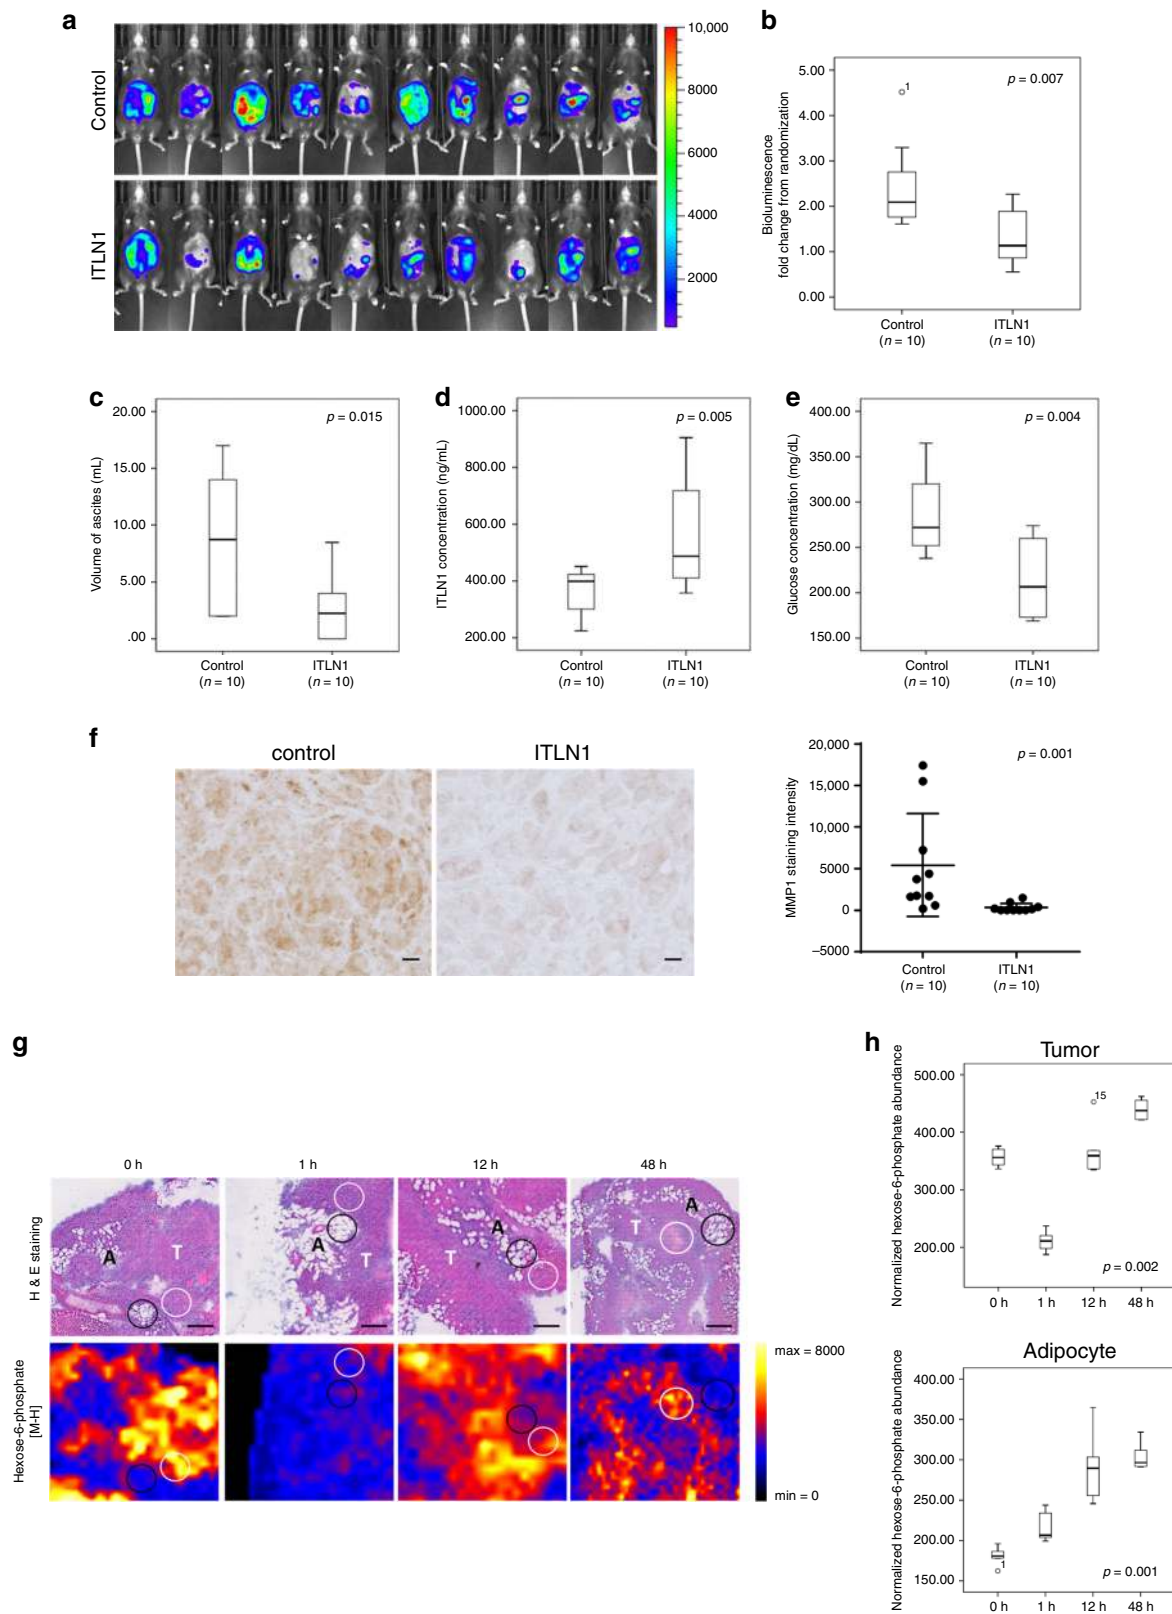 a
Control
ITLN1
10,000
8000
6000
4000
2000
b
Bioluminescence
fold change from randomization
5.00
4.00
3.00
2.00
1.00
0.00
1
p = 0.007
Control
(n = 10)
ITLN1
(n = 10)
c
Volume of ascites (mL)
20.00
15.00
10.00
5.00
.00
p = 0.015
Control
(n = 10)
ITLN1
(n = 10)
d
ITLN1 concentration (ng/mL)
1000.00
800.00
600.00
400.00
200.00
p = 0.005
Control
(n = 10)
ITLN1
(n = 10)
e
Glucose concentration (mg/dL)
400.00
350.00
300.00
250.00
200.00
150.00
p = 0.004
Control
(n = 10)
ITLN1
(n = 10)
f
control
ITLN1
MMP1 staining intensity
20,000
15,000
10,000
5000
0
–5000
p = 0.001
Control
(n = 10)
ITLN1
(n = 10)
g
0 h
1 h
12 h
48 h
H & E staining
A
T
A
T
A
T
A
T
Hexose-6-phosphate
[M-H]
max = 8000
min = 0
h
Tumor
Normalized hexose-6-phosphate abundance
500.00
400.00
300.00
200.00
15
p = 0.002
0 h
1 h
12 h
48 h
Adipocyte
Normalized hexose-6-phosphate abundance
400.00
350.00
300.00
250.00
200.00
150.00
1
p = 0.001
0 h
1 h
12 h
48 h